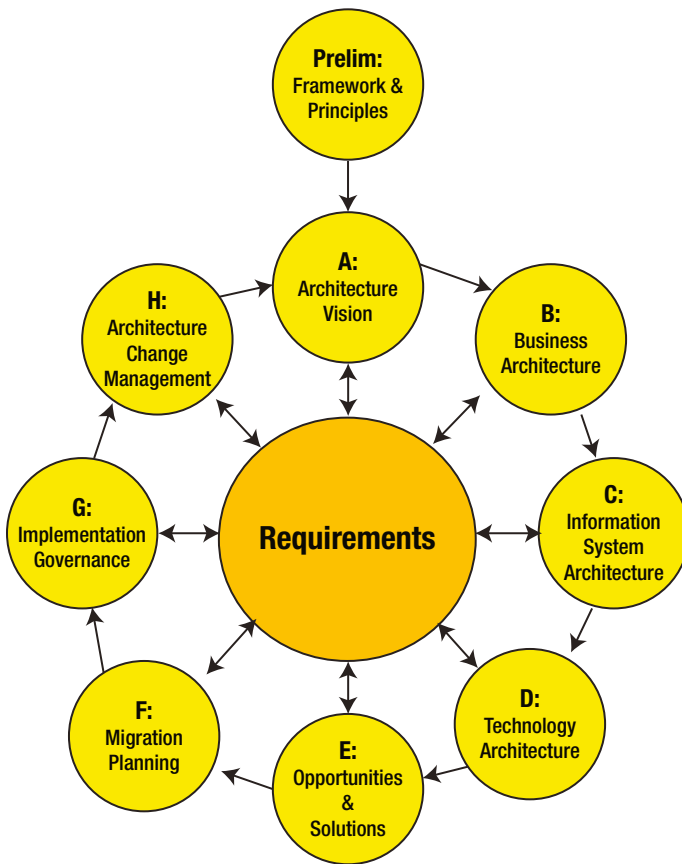 Prelim:
Framework &
Principles
A:
Architecture
Vision
B:
Business
Architecture
C:
Information
System
Architecture
D:
Technology
Architecture
E:
Opportunities
&
Solutions
F:
Migration
Planning
G:
Implementation
Governance
H:
Architecture
Change
Management
Requirements